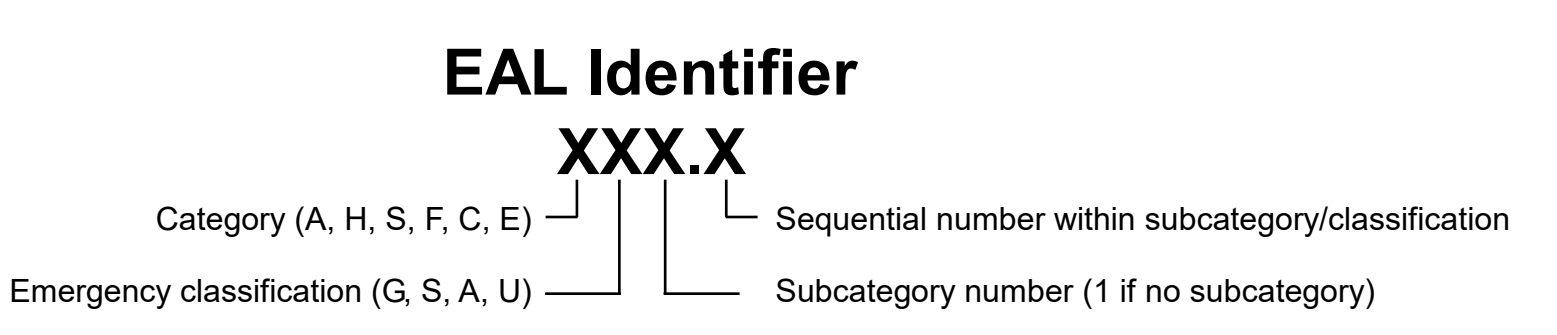 EAL Identifier
XXX.X
Category (A, H, S, F, C, E)
Sequential number within subcategory/classification
Emergency classification (G, S, A, U)
Subcategory number (1 if no subcategory)